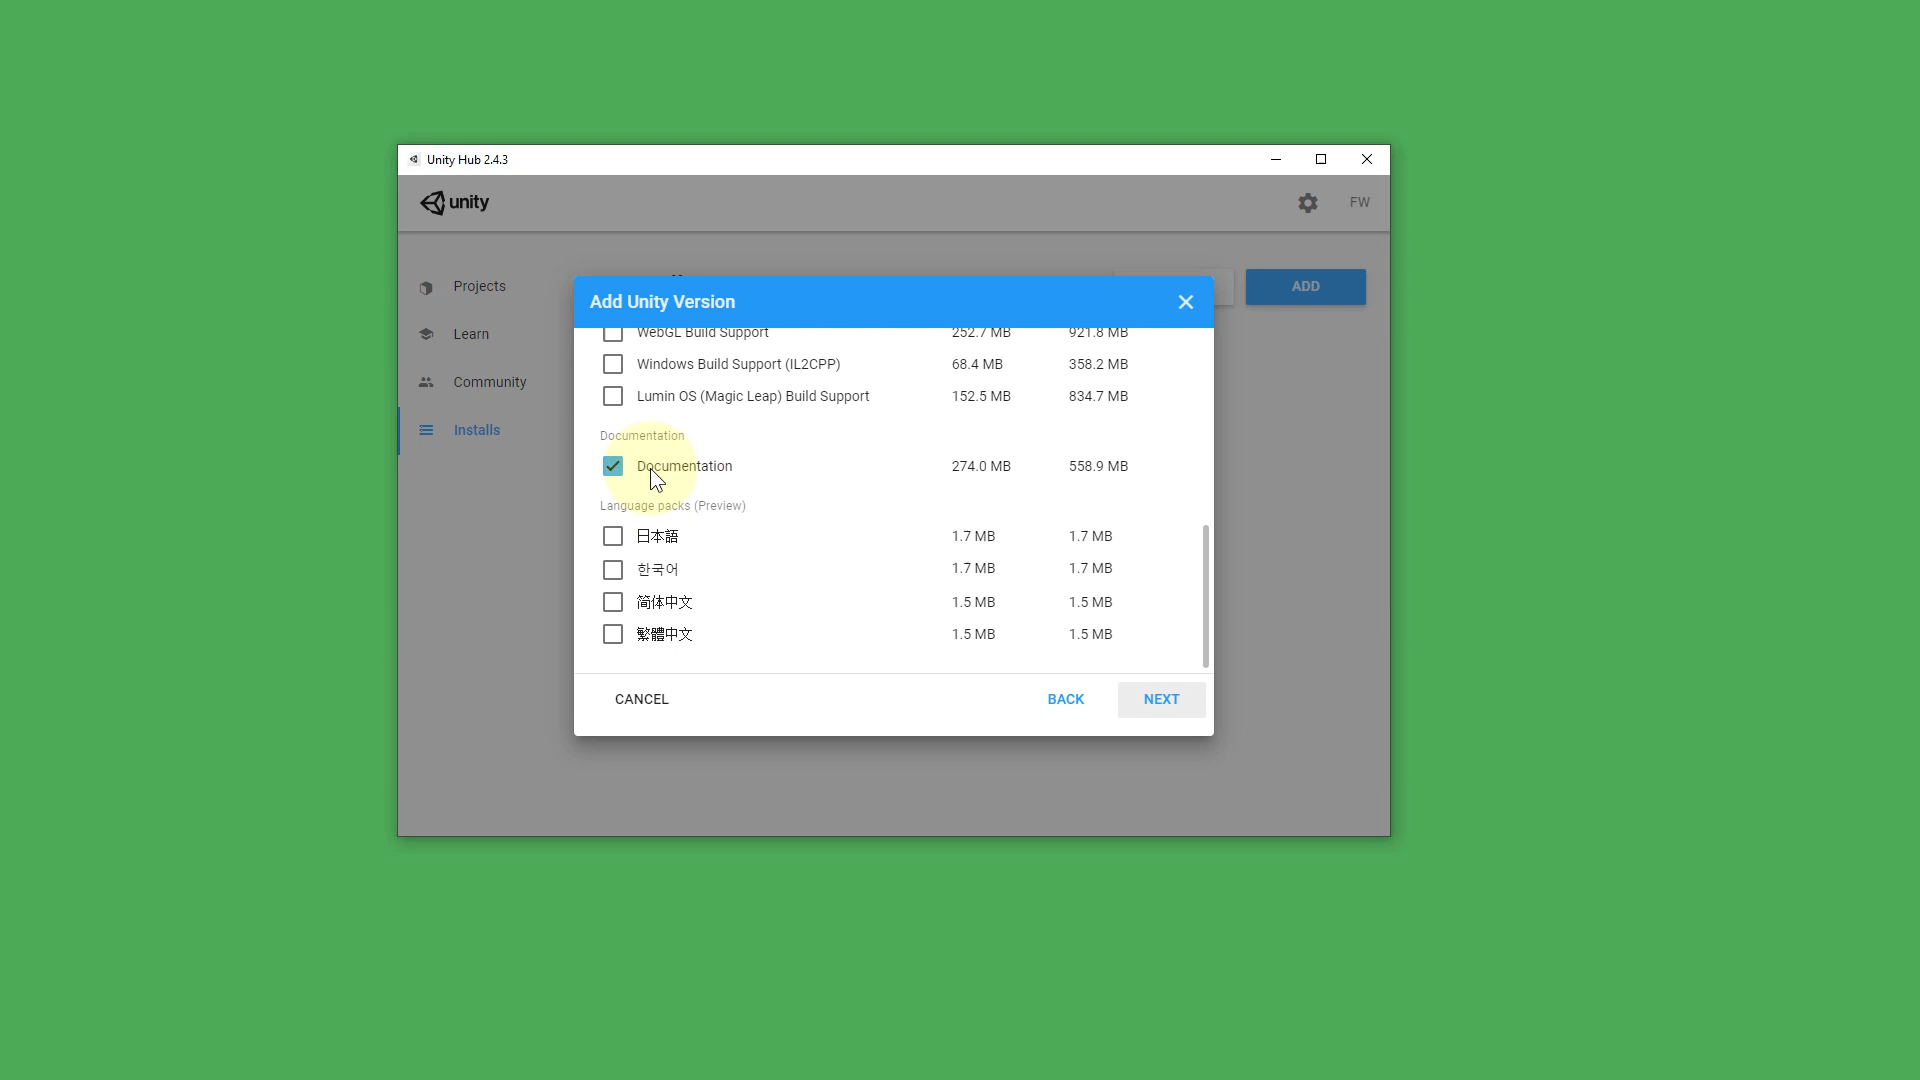 Unity Hub 2.4.3
unity
FW
Projects
ADD
Learn
Community
Installs
Add Unity Version
WebGL Build Support 252.7 MB 921.8 MB
Windows Build Support (IL2CPP) 68.4 MB 358.2 MB
Lumin OS (Magic Leap) Build Support 152.5 MB 834.7 MB
Documentation
Documentation 274.0 MB 558.9 MB
Language packs (Preview)
日本語 1.7 MB 1.7 MB
한국어 1.7 MB 1.7 MB
简体中文 1.5 MB 1.5 MB
繁體中文 1.5 MB 1.5 MB
CANCEL BACK NEXT